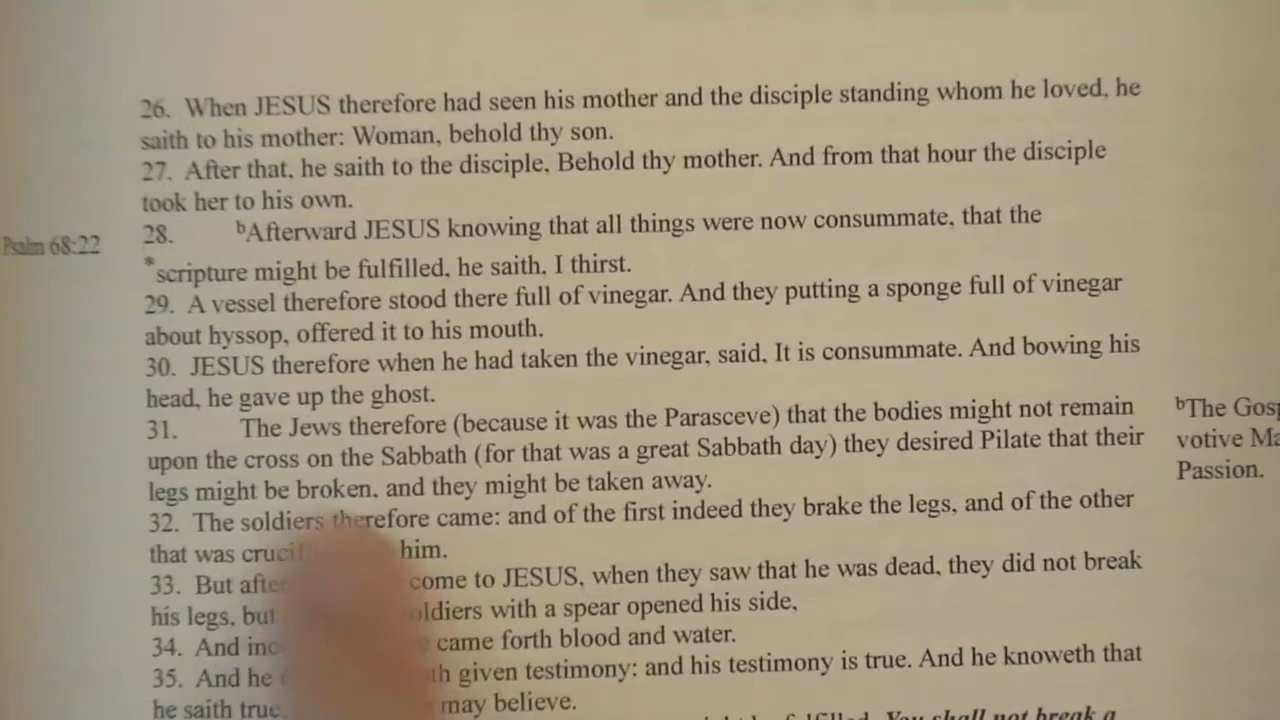 26. When JESUS therefore had seen his mother and the disciple standing whom he loved, he
saith to his mother: Woman, behold thy son.
27. After that, he saith to the disciple, Behold thy mother. And from that hour the disciple
took her to his own.
Psalm 68:22
28. bAfterward JESUS knowing that all things were now consummate, that the
*scripture might be fulfilled, he saith, I thirst.
29. A vessel therefore stood there full of vinegar. And they putting a sponge full of vinegar
about hyssop, offered it to his mouth.
30. JESUS therefore when he had taken the vinegar, said, It is consummate. And bowing his
head, he gave up the ghost.
31. The Jews therefore (because it was the Parasceve) that the bodies might not remain
upon the cross on the Sabbath (for that was a great Sabbath day) they desired Pilate that their
legs might be broken, and they might be taken away.
32. The soldiers therefore came: and of the first indeed they brake the legs, and of the other
that was him.
33. But come to JESUS, when they saw that he was dead, they did not break
his legs, but with a spear opened his side,
34. And came forth blood and water.
35. And he given testimony: and his testimony is true. And he knoweth that
he saith true, may believe.
You shall not break a
bThe
votive
Passion.